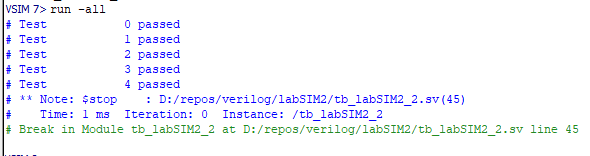 VSIM 7> run -all
# Test           0 passed
# Test           1 passed
# Test           2 passed
# Test           3 passed
# Test           4 passed
# ** Note: $stop    : D:/repos/verilog/labSIM2/tb_labSIM2_2.sv(45)
#    Time: 1 ms  Iteration: 0  Instance: /tb_labSIM2_2
# Break in Module tb_labSIM2_2 at D:/repos/verilog/labSIM2/tb_labSIM2_2.sv line 45